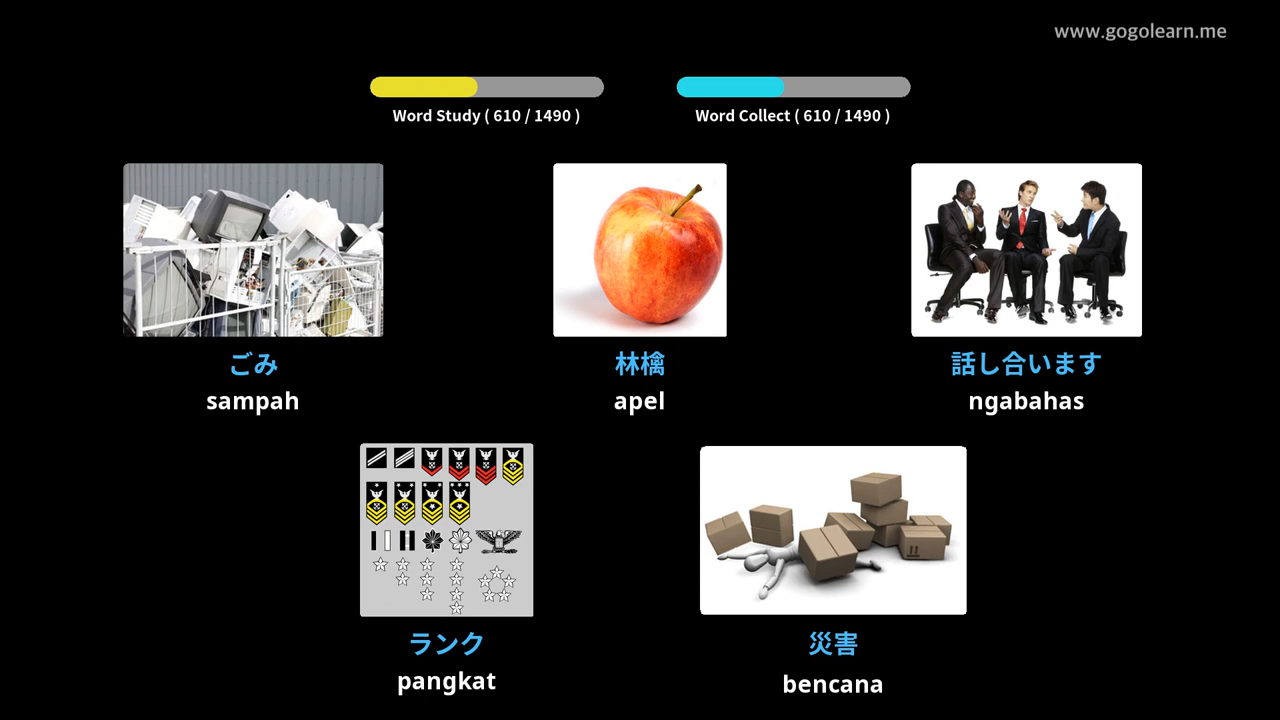 www.gogolearn.me
Word Study ( 610 / 1490 )
Word Collect ( 610 / 1490 )
ごみ
sampah
林檎
apel
話し合います
ngabahas
ランク
pangkat
災害
bencana